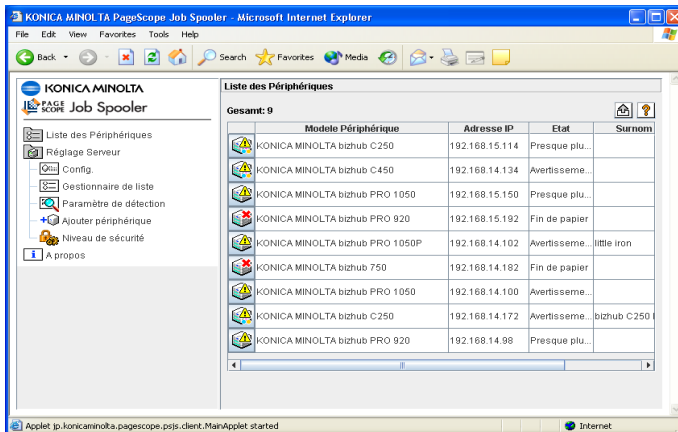 KONICA MINOLTA PageScope Job Spooler - Microsoft Internet Explorer
File Edit View Favorites Tools Help
Back Search Favorites Media
KONICA MINOLTA
PAGE SCOPE Job Spooler
Liste des Périphériques
Réglage Serveur
Config.
Gestionnaire de liste
Paramètre de détection
Ajouter périphérique
Niveau de sécurité
A propos
Liste des Périphériques
Gesamt: 9
Modele Périphérique Adresse IP Etat Surnom
KONICA MINOLTA bizhub C250 192.168.15.114 Presque plu...
KONICA MINOLTA bizhub C450 192.168.14.134 Avertisseme...
KONICA MINOLTA bizhub PRO 1050 192.168.15.150 Presque plu...
KONICA MINOLTA bizhub PRO 920 192.168.15.192 Fin de papier
KONICA MINOLTA bizhub PRO 1050P 192.168.14.102 Avertisseme... little iron
KONICA MINOLTA bizhub 750 192.168.14.182 Fin de papier
KONICA MINOLTA bizhub PRO 1050 192.168.14.100 Avertisseme...
KONICA MINOLTA bizhub C250 192.168.14.172 Avertisseme... bizhub C250
KONICA MINOLTA bizhub PRO 920 192.168.14.98 Presque plu...
Applet jp.konicaminolta.pagescope.psjs.client.MainApplet started Internet